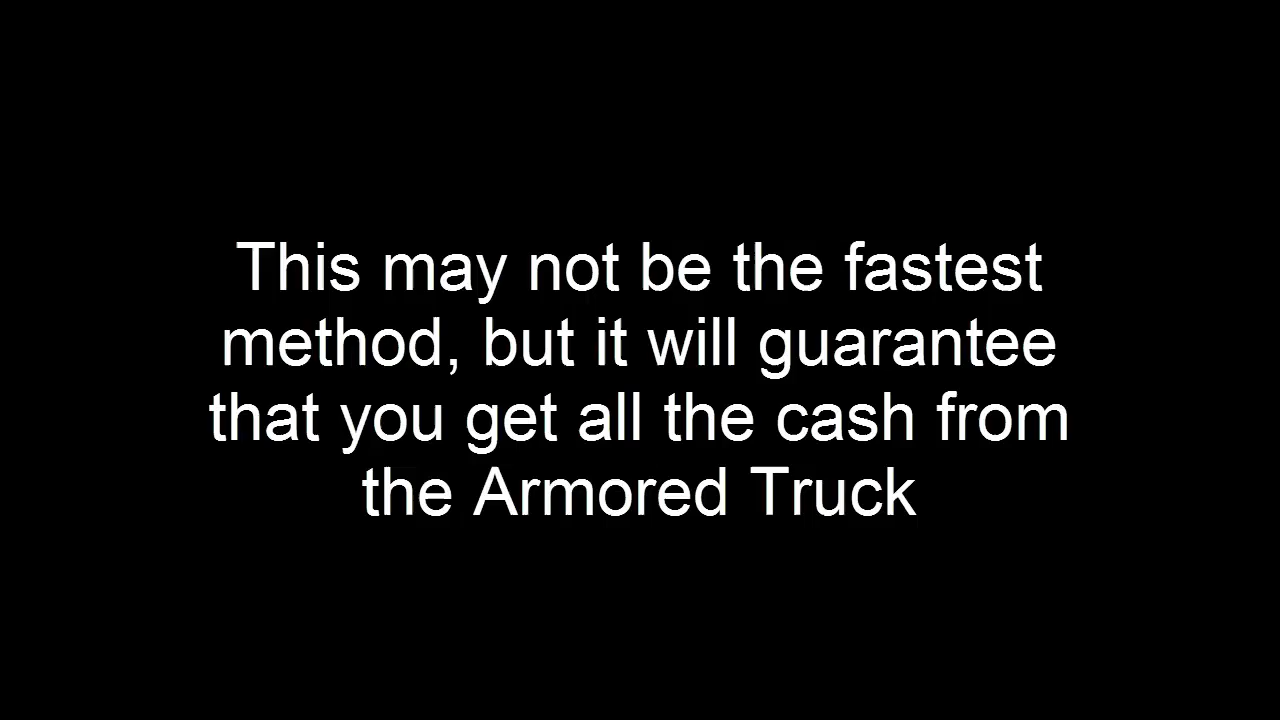 This may not be the fastest
method, but it will guarantee
that you get all the cash from
the Armored Truck